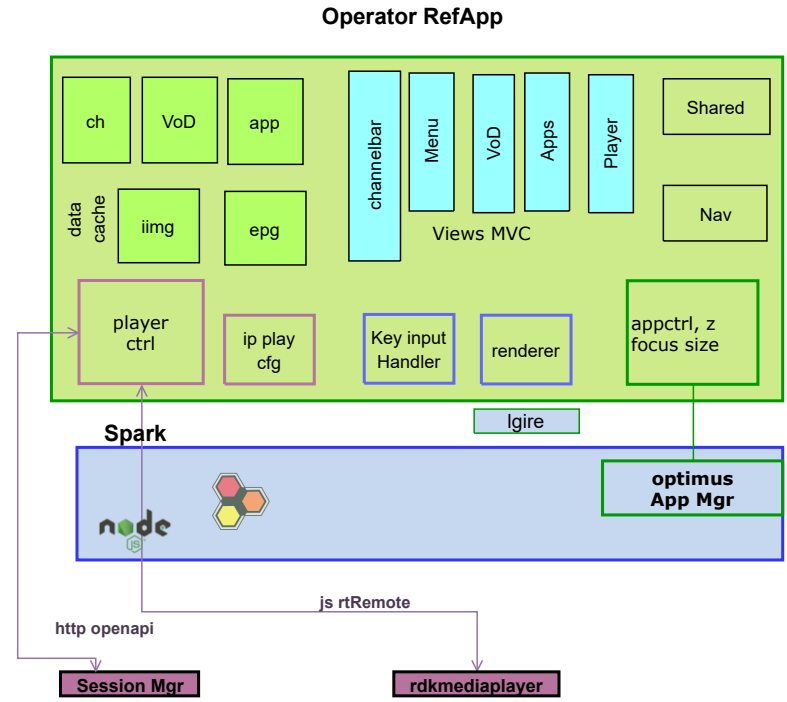 Operator RefApp
ch
VoD
app
channelbar
Menu
VoD
Apps
Player
Shared
data
cache
iimg
epg
Views MVC
Nav
player
ctrl
ip play
cfg
Key input
Handler
renderer
appctrl, z
focus size
Igire
Spark
optimus
App Mgr
node
JS
js rtRemote
http openapi
Session Mgr
rdkmediaplayer